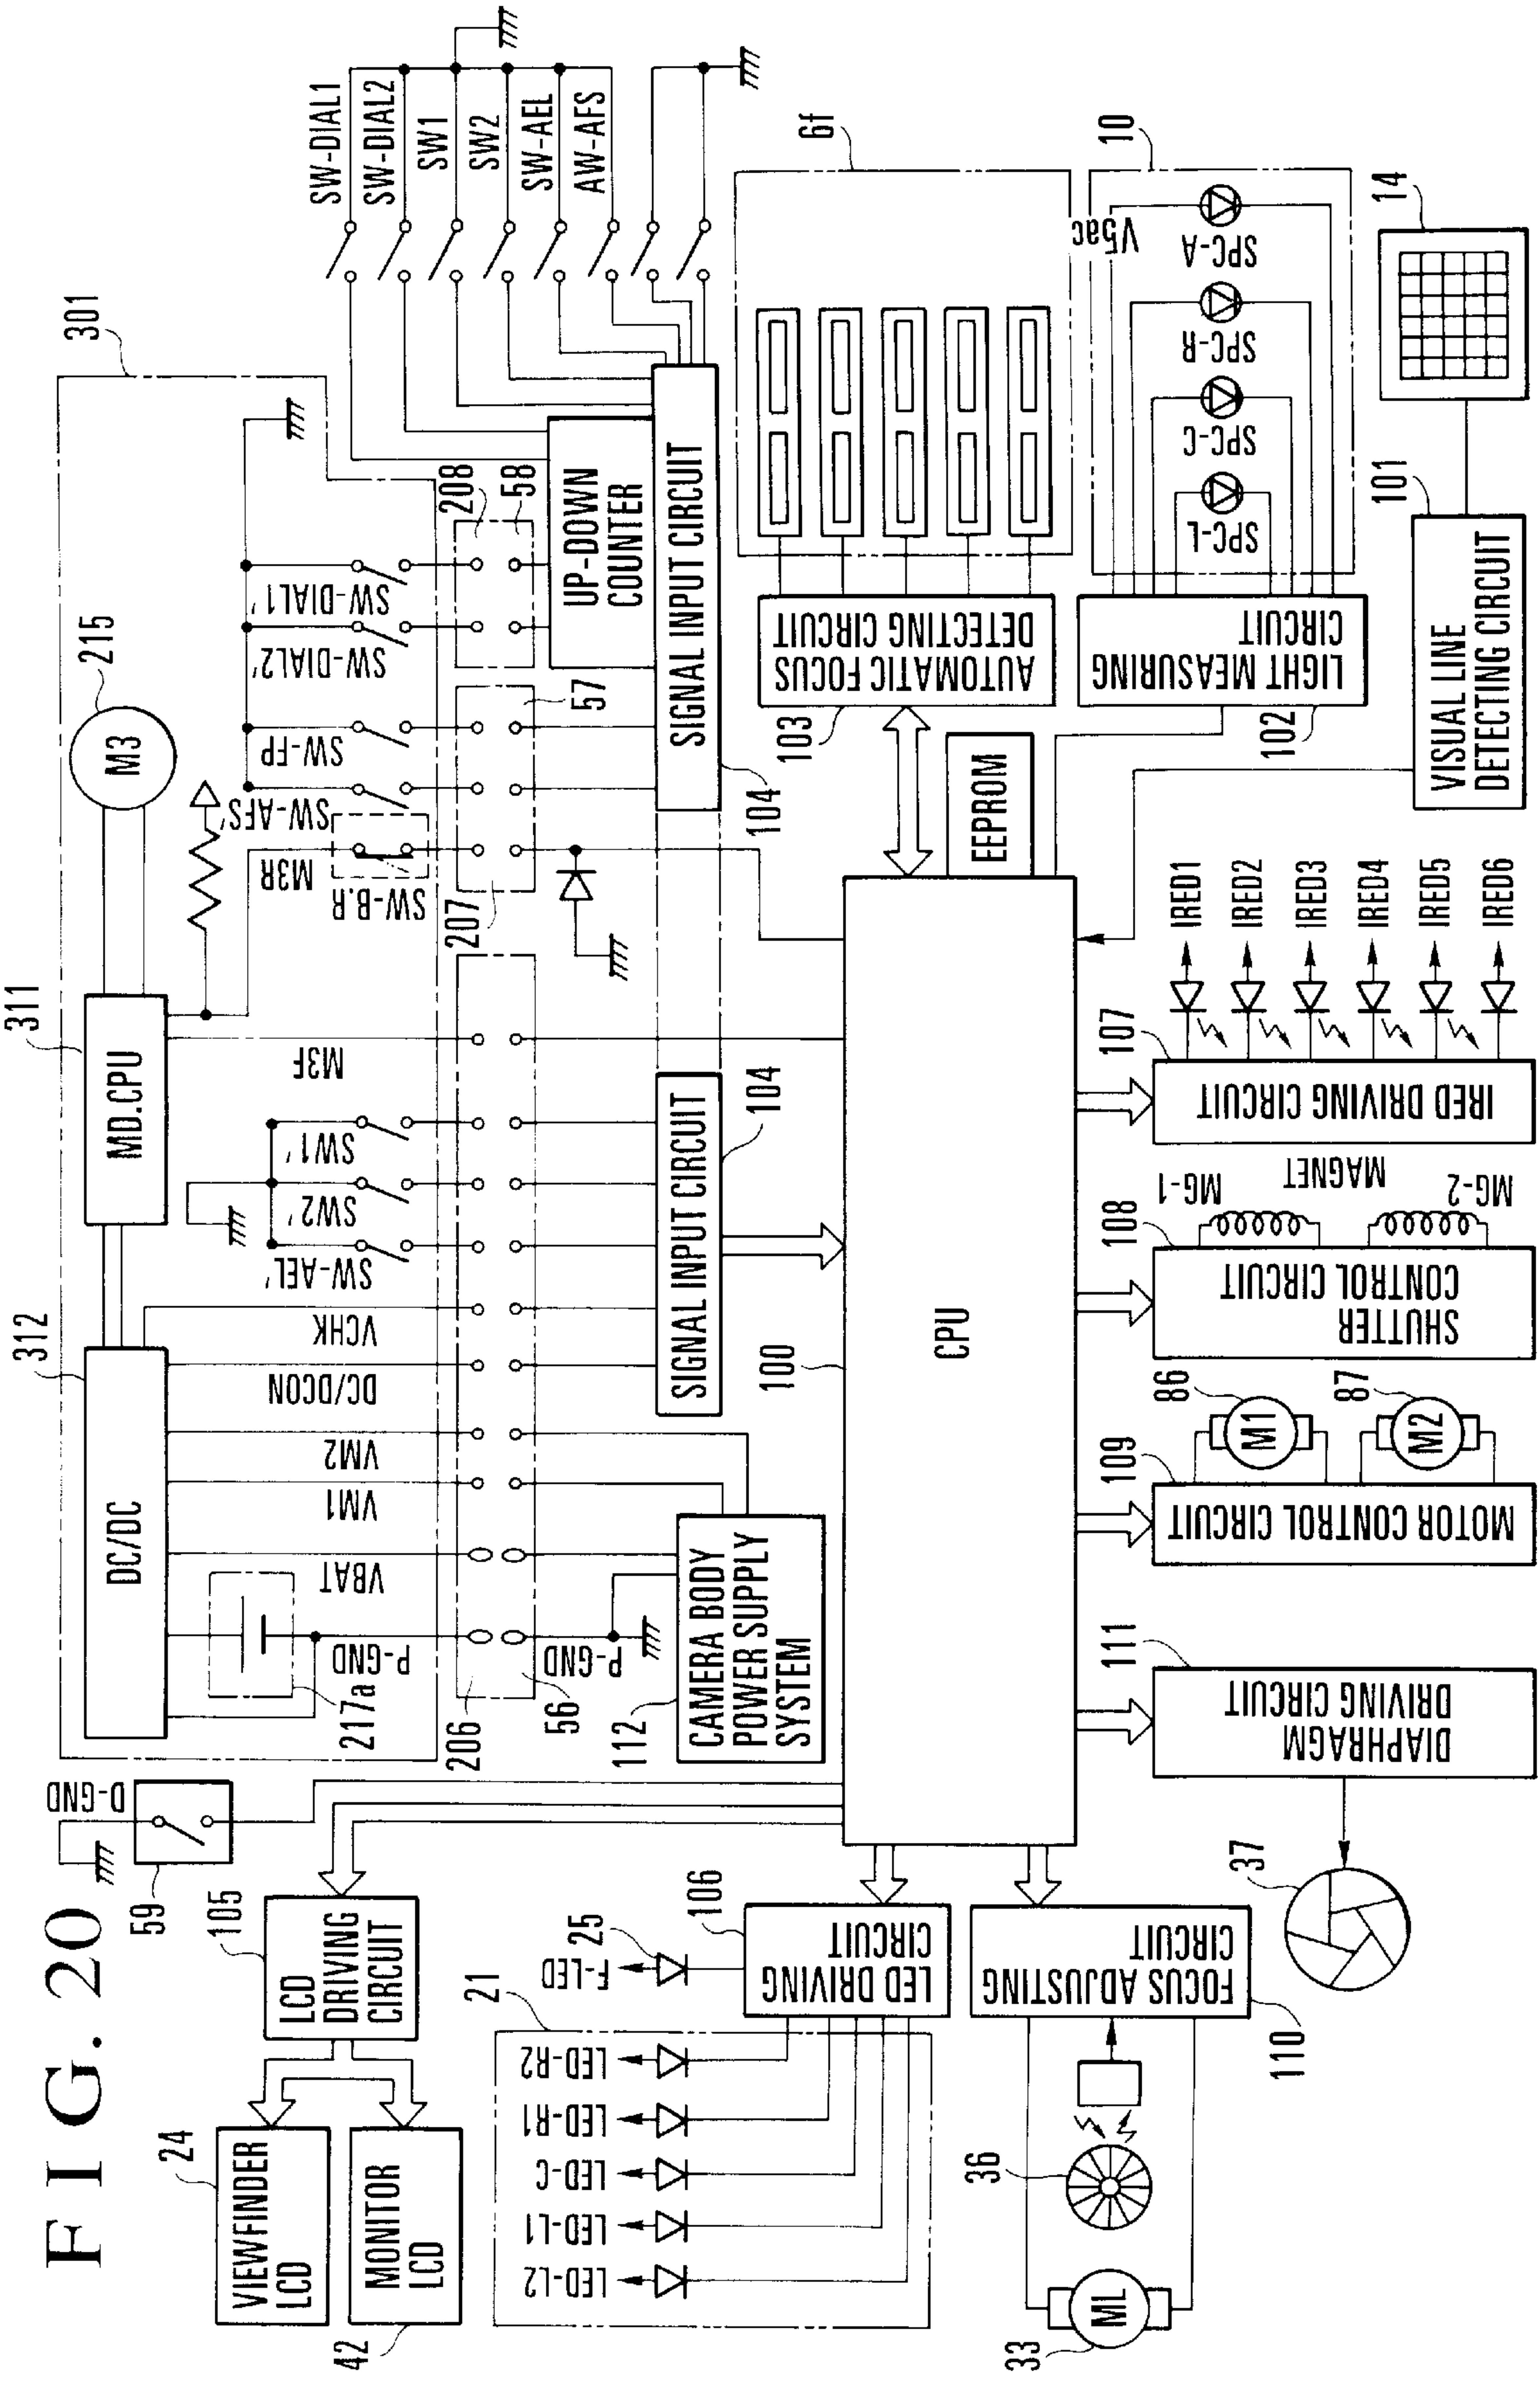 FIG. 20
301
311
312
215
M3
MD.CPU
DC/DC
217a
P-GND
VBAT
VM1
VM2
DC/DCON
VCHK
SW-AEL'
SW2'
SW1'
M3F
M3R
SW-B.R
SW-AFS'
SW-FP
SW-DIAL2'
SW-DIAL1'
SW-DIAL1
SW-DIAL2
SW1
SW2
SW-AEL
AW-AFS
D-GND
59
206
56
P-GND
207
57
208
58
UP-DOWN
COUNTER
SIGNAL INPUT CIRCUIT
104
SIGNAL INPUT CIRCUIT
104
112
CAMERA BODY
POWER SUPPLY
SYSTEM
105
LCD
DRIVING
CIRCUIT
24
VIEWFINDER
LCD
42
MONITOR
LCD
21
LED-L2
LED-L1
LED-C
LED-R1
LED-R2
F-LED
25
106
LED DRIVING
CIRCUIT
100
CPU
EEPROM
103
AUTOMATIC FOCUS
DETECTING CIRCUIT
6f
102
LIGHT MEASURING
CIRCUIT
10
V5ac
SPC-L
SPC-C
SPC-R
SPC-A
101
VISUAL LINE
DETECTING CIRCUIT
14
33
ML
36
110
FOCUS ADJUSTING
CIRCUIT
37
111
DIAPHRAGM
DRIVING CIRCUIT
109
MOTOR CONTROL CIRCUIT
86
M1
87
M2
108
SHUTTER
CONTROL CIRCUIT
MG-1
MAGNET
MG-2
107
IRED DRIVING CIRCUIT
IRED1
IRED2
IRED3
IRED4
IRED5
IRED6